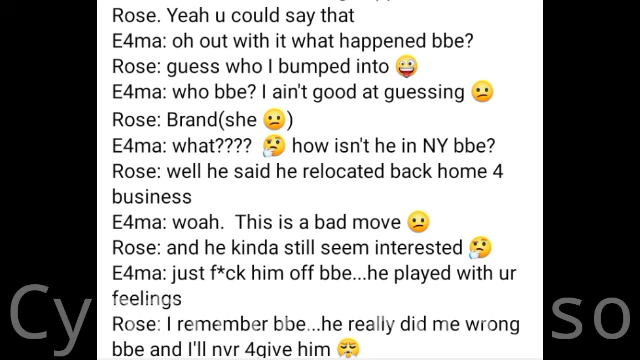 Rose. Yeah u could say that
E4ma: oh out with it what happened bbe?
Rose: guess who I bumped into 🤪
E4ma: who bbe? I ain't good at guessing 😕
Rose: Brand(she 😕)
E4ma: what???? 🤔 how isn't he in NY bbe?
Rose: well he said he relocated back home 4
business
E4ma: woah. This is a bad move 😕
Rose: and he kinda still seem interested 🤔
E4ma: just f*ck him off bbe...he played with ur
feelings
Cy
so
Rose: I remember bbe...he really did me wrong
bbe and I'll nvr 4give him 😤